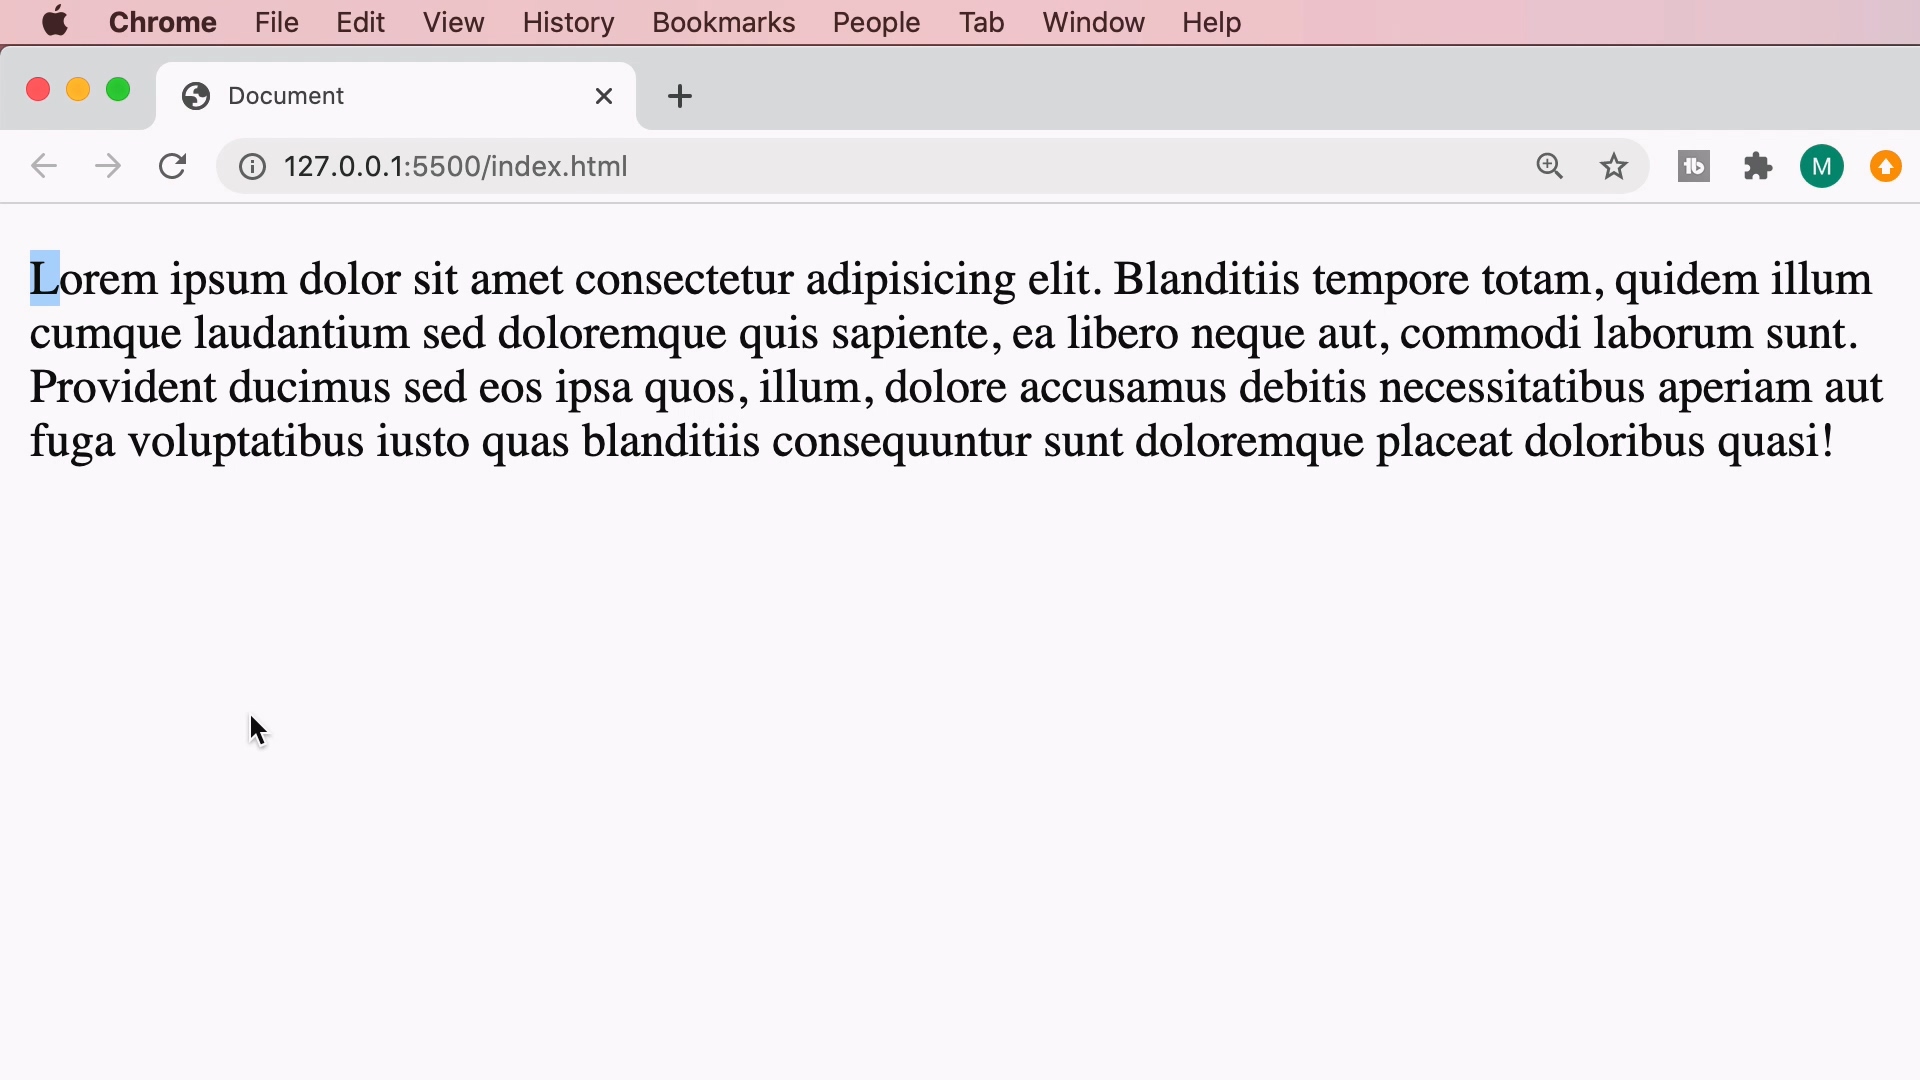 Chrome File Edit View History Bookmarks People Tab Window Help
Document
127.0.0.1:5500/index.html
M
Lorem ipsum dolor sit amet consectetur adipisicing elit. Blanditiis tempore totam, quidem illum
cumque laudantium sed doloremque quis sapiente, ea libero neque aut, commodi laborum sunt.
Provident ducimus sed eos ipsa quos, illum, dolore accusamus debitis necessitatibus aperiam aut
fuga voluptatibus iusto quas blanditiis consequuntur sunt doloremque placeat doloribus quasi!